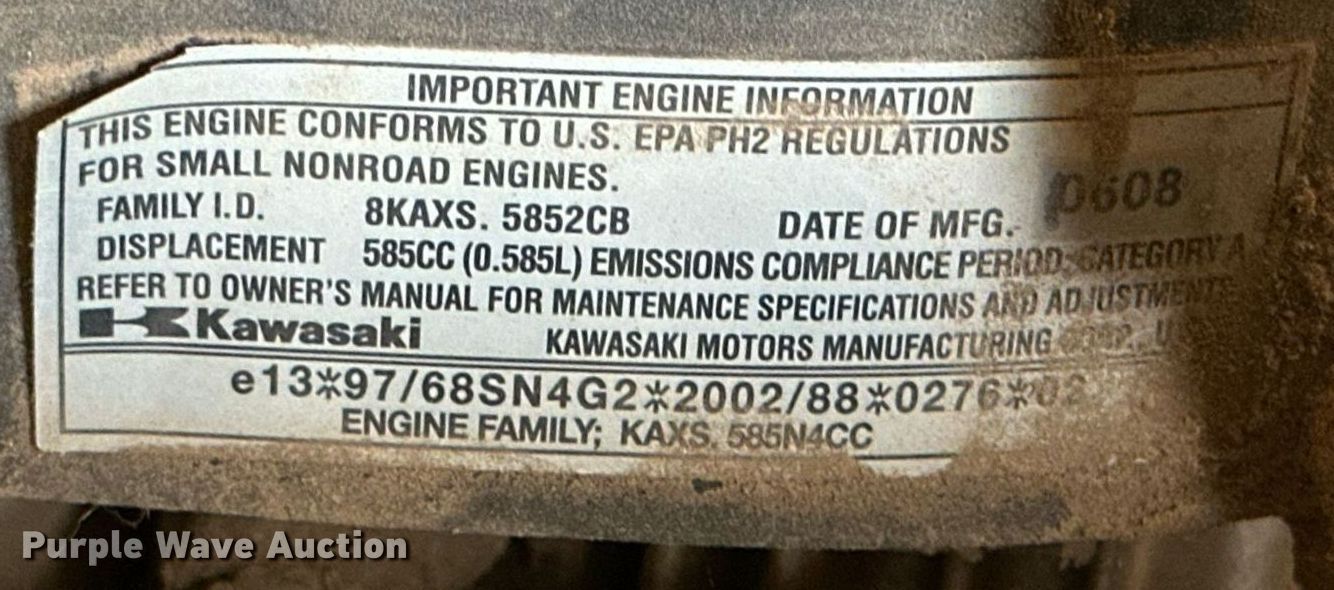 IMPORTANT ENGINE INFORMATION
THIS ENGINE CONFORMS TO U.S. EPA PH2 REGULATIONS
FOR SMALL NONROAD ENGINES.
FAMILY I.D. 8KAXS. 5852CB DATE OF MFG. 0608
DISPLACEMENT 585CC (0.585L) EMISSIONS COMPLIANCE PERIOD: CATEGORY A
REFER TO OWNER'S MANUAL FOR MAINTENANCE SPECIFICATIONS AND ADJUSTMENTS
Kawasaki KAWASAKI MOTORS MANUFACTURING CORP.,
e13*97/68SN4G2*2002/88*0276*02
ENGINE FAMILY; KAXS. 585N4CC
Purple Wave Auction